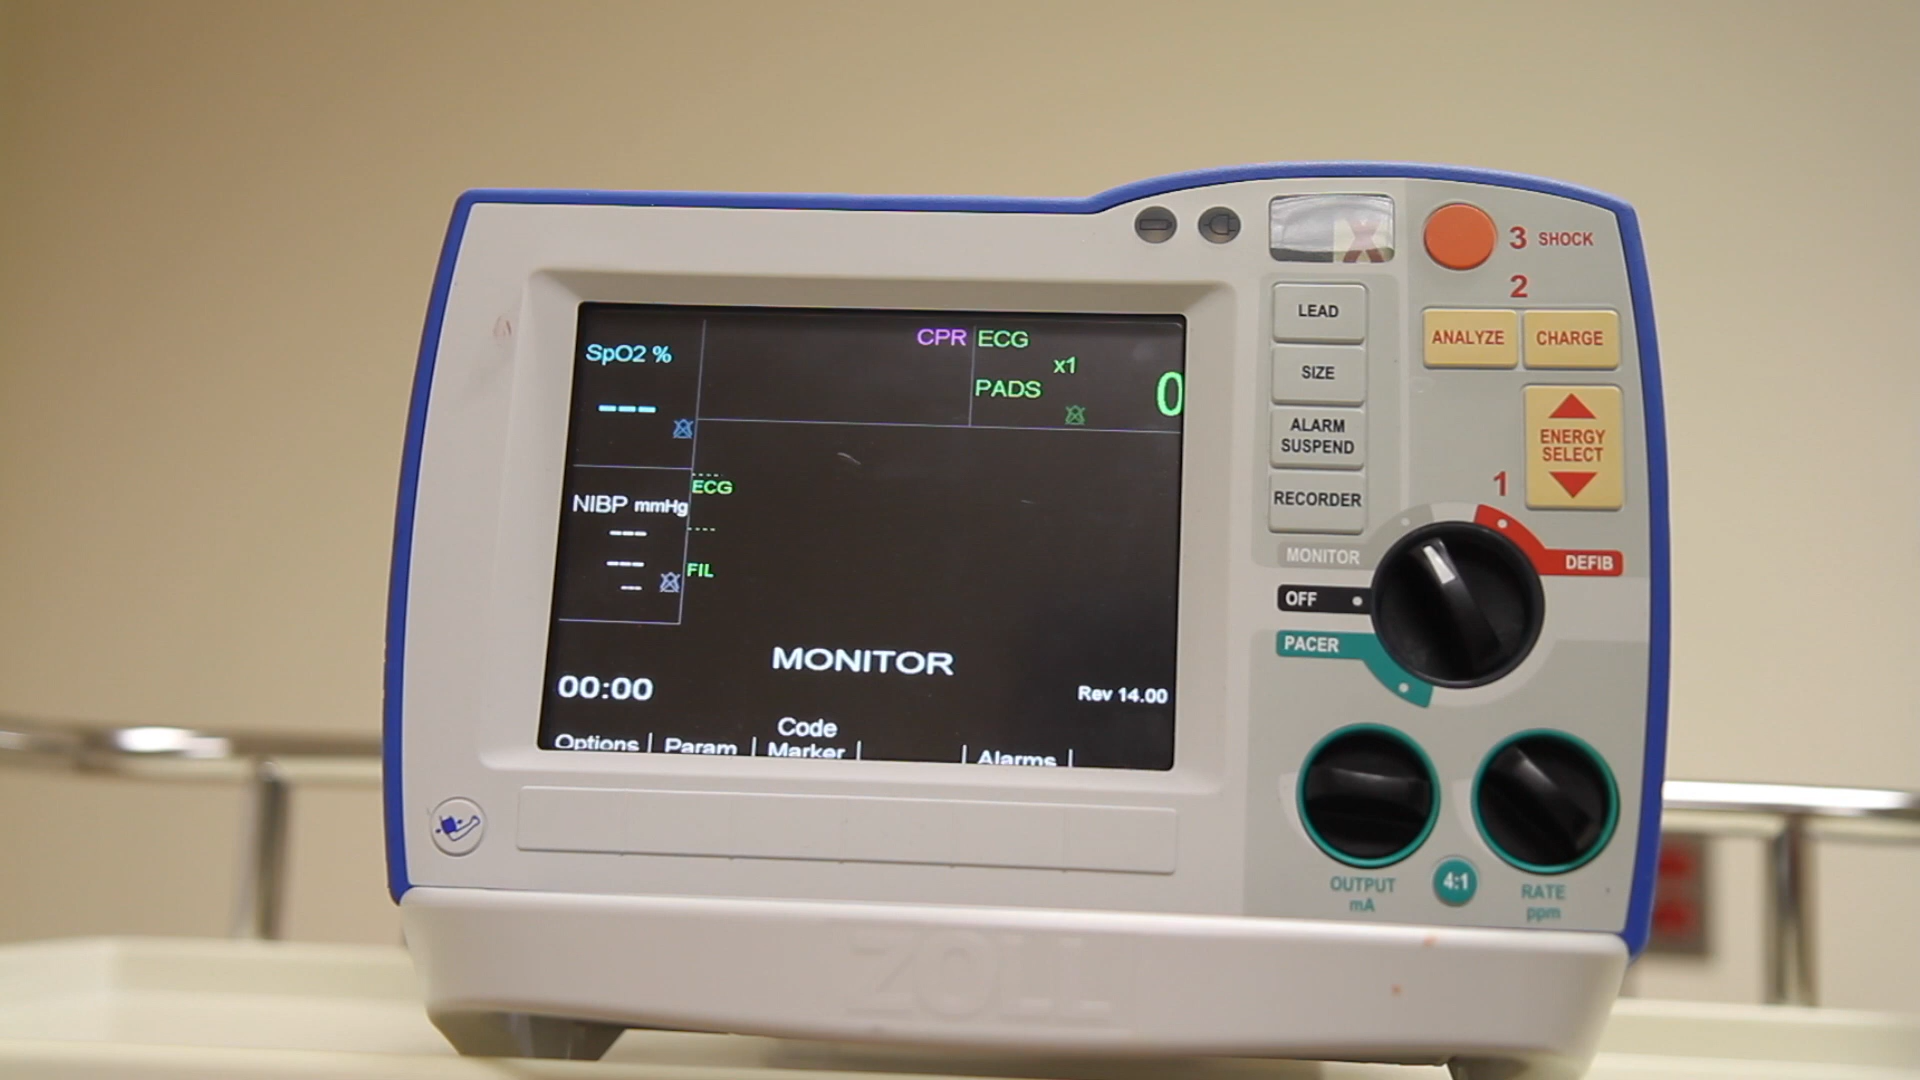 SpO2 %
---
CPR
ECG
x1
PADS
0
NIBP mmHg
---
---
---
ECG
FIL
MONITOR
00:00
Rev 14.00
Options
Param
Code
Marker
Alarms
3 SHOCK
2
ANALYZE
CHARGE
ENERGY
SELECT
1
LEAD
SIZE
ALARM
SUSPEND
RECORDER
MONITOR
OFF
DEFIB
PACER
OUTPUT
mA
4:1
RATE
ppm
X
ZOLL